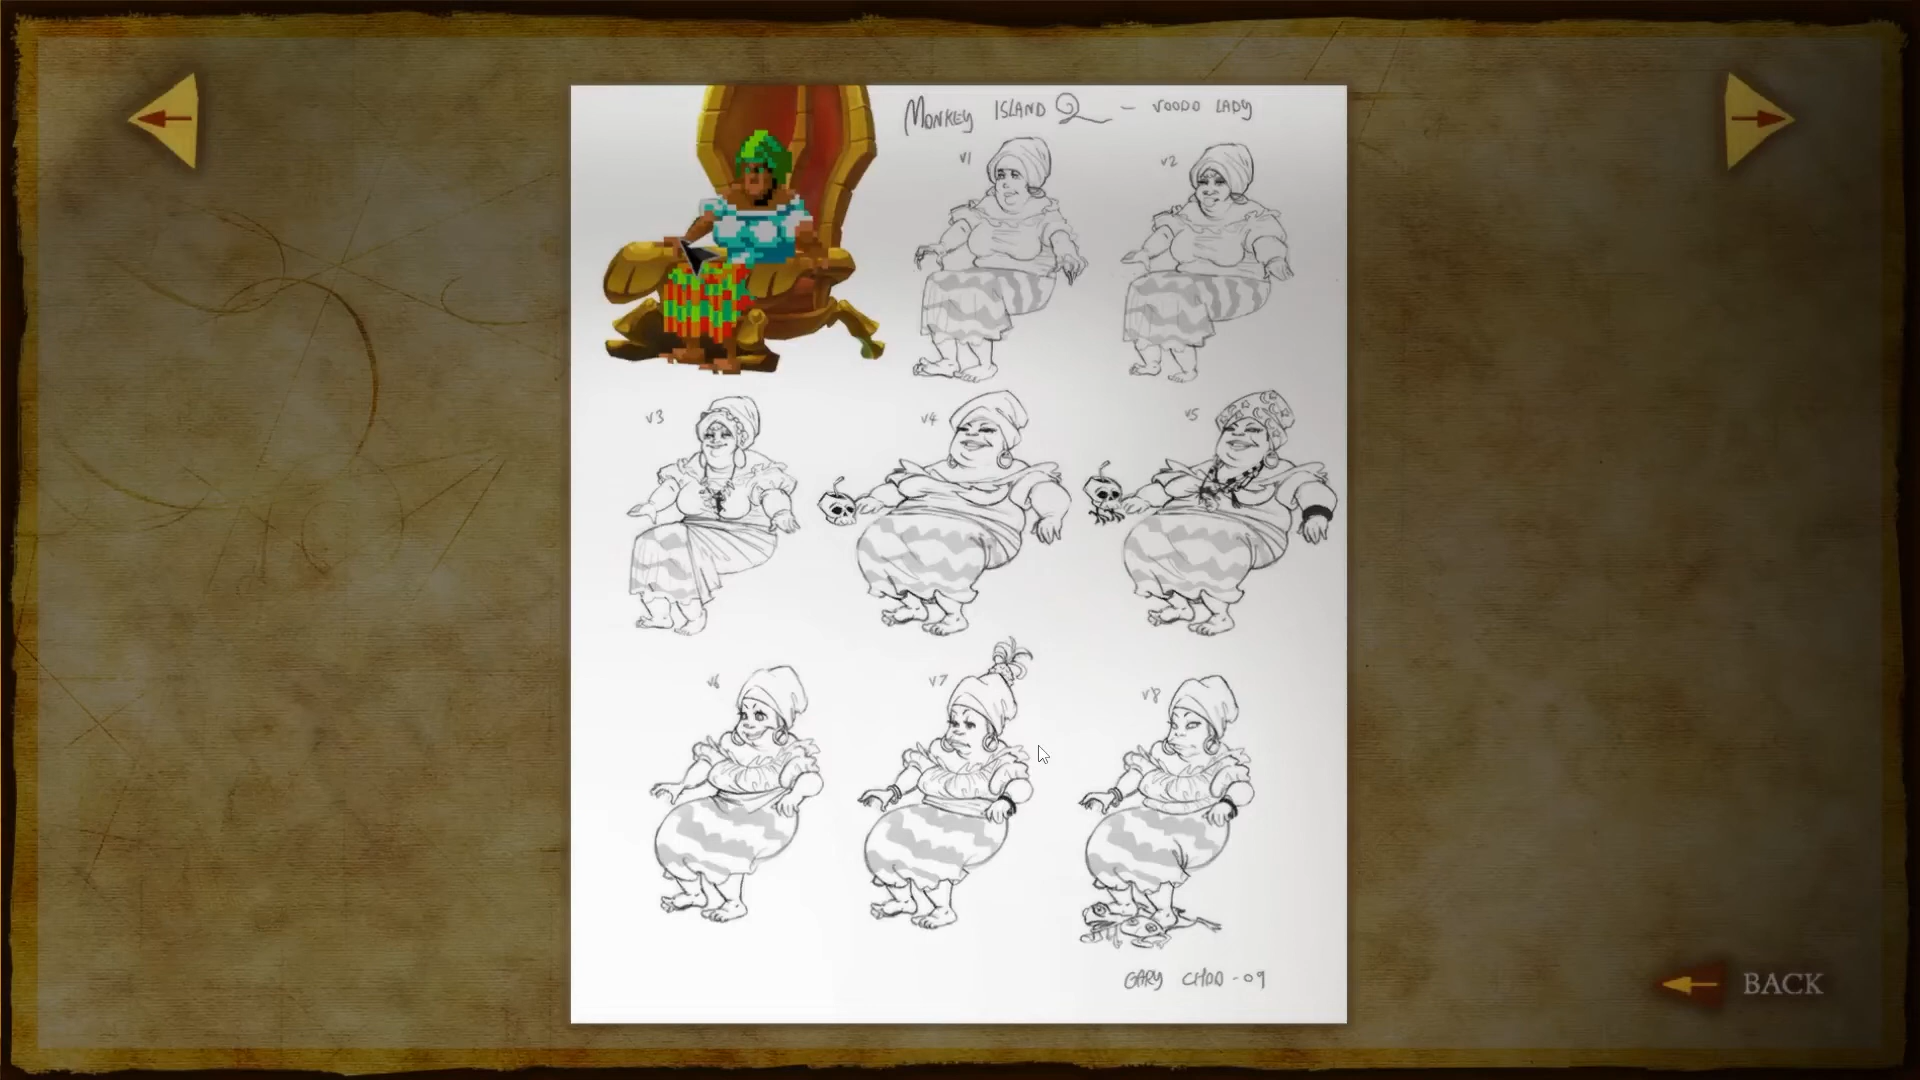 MONKEY ISLAND 2 - VOODO LADY
V1
V2
V3
V4
V5
V6
V7
V8
GARY CHOO -09
BACK